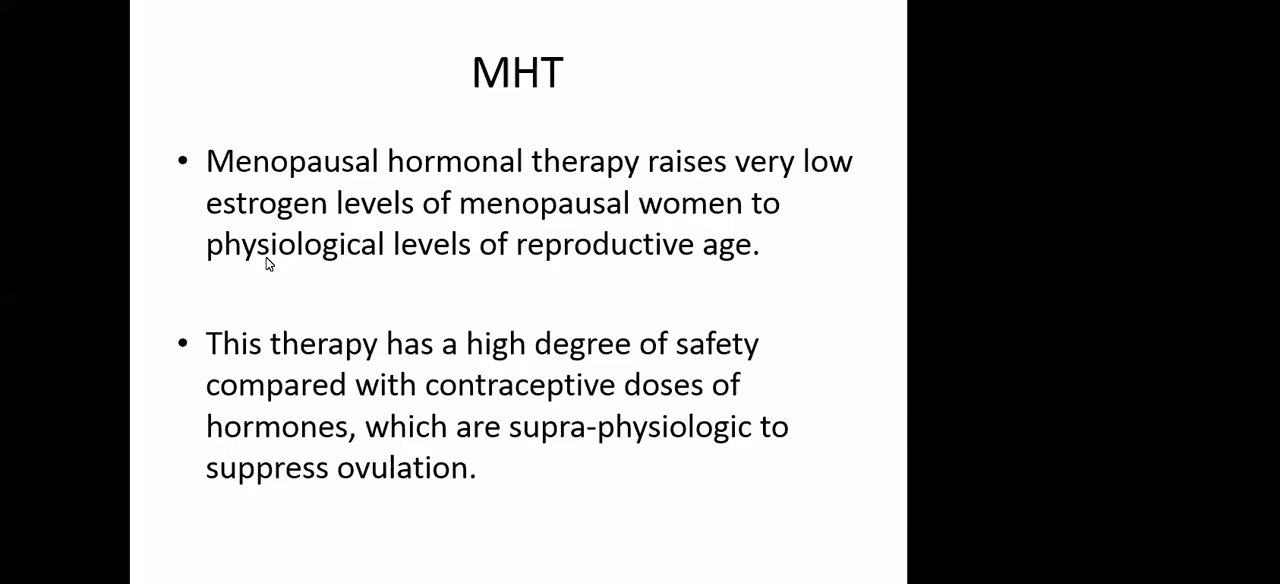 MHT
• Menopausal hormonal therapy raises very low
estrogen levels of menopausal women to
physiological levels of reproductive age.
• This therapy has a high degree of safety
compared with contraceptive doses of
hormones, which are supra-physiologic to
suppress ovulation.